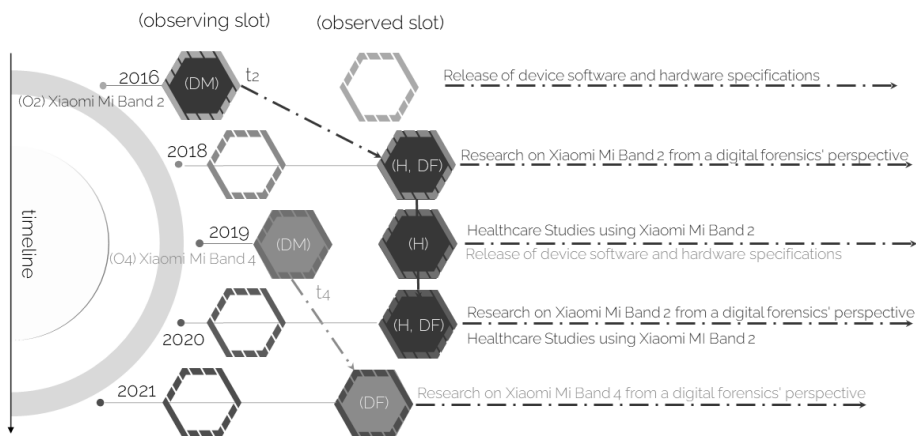 (observing slot)
(observed slot)
2016
(DM)
t2
Release of device software and hardware specifications
(O2) Xiaomi Mi Band 2
2018
(H, DF)
Research on Xiaomi Mi Band 2 from a digital forensics' perspective
timeline
2019
(DM)
(H)
Healthcare Studies using Xiaomi Mi Band 2
(O4) Xiaomi Mi Band 4
Release of device software and hardware specifications
t4
2020
(H, DF)
Research on Xiaomi Mi Band 2 from a digital forensics' perspective
Healthcare Studies using Xiaomi MI Band 2
2021
(DF)
Research on Xiaomi Mi Band 4 from a digital forensics' perspective